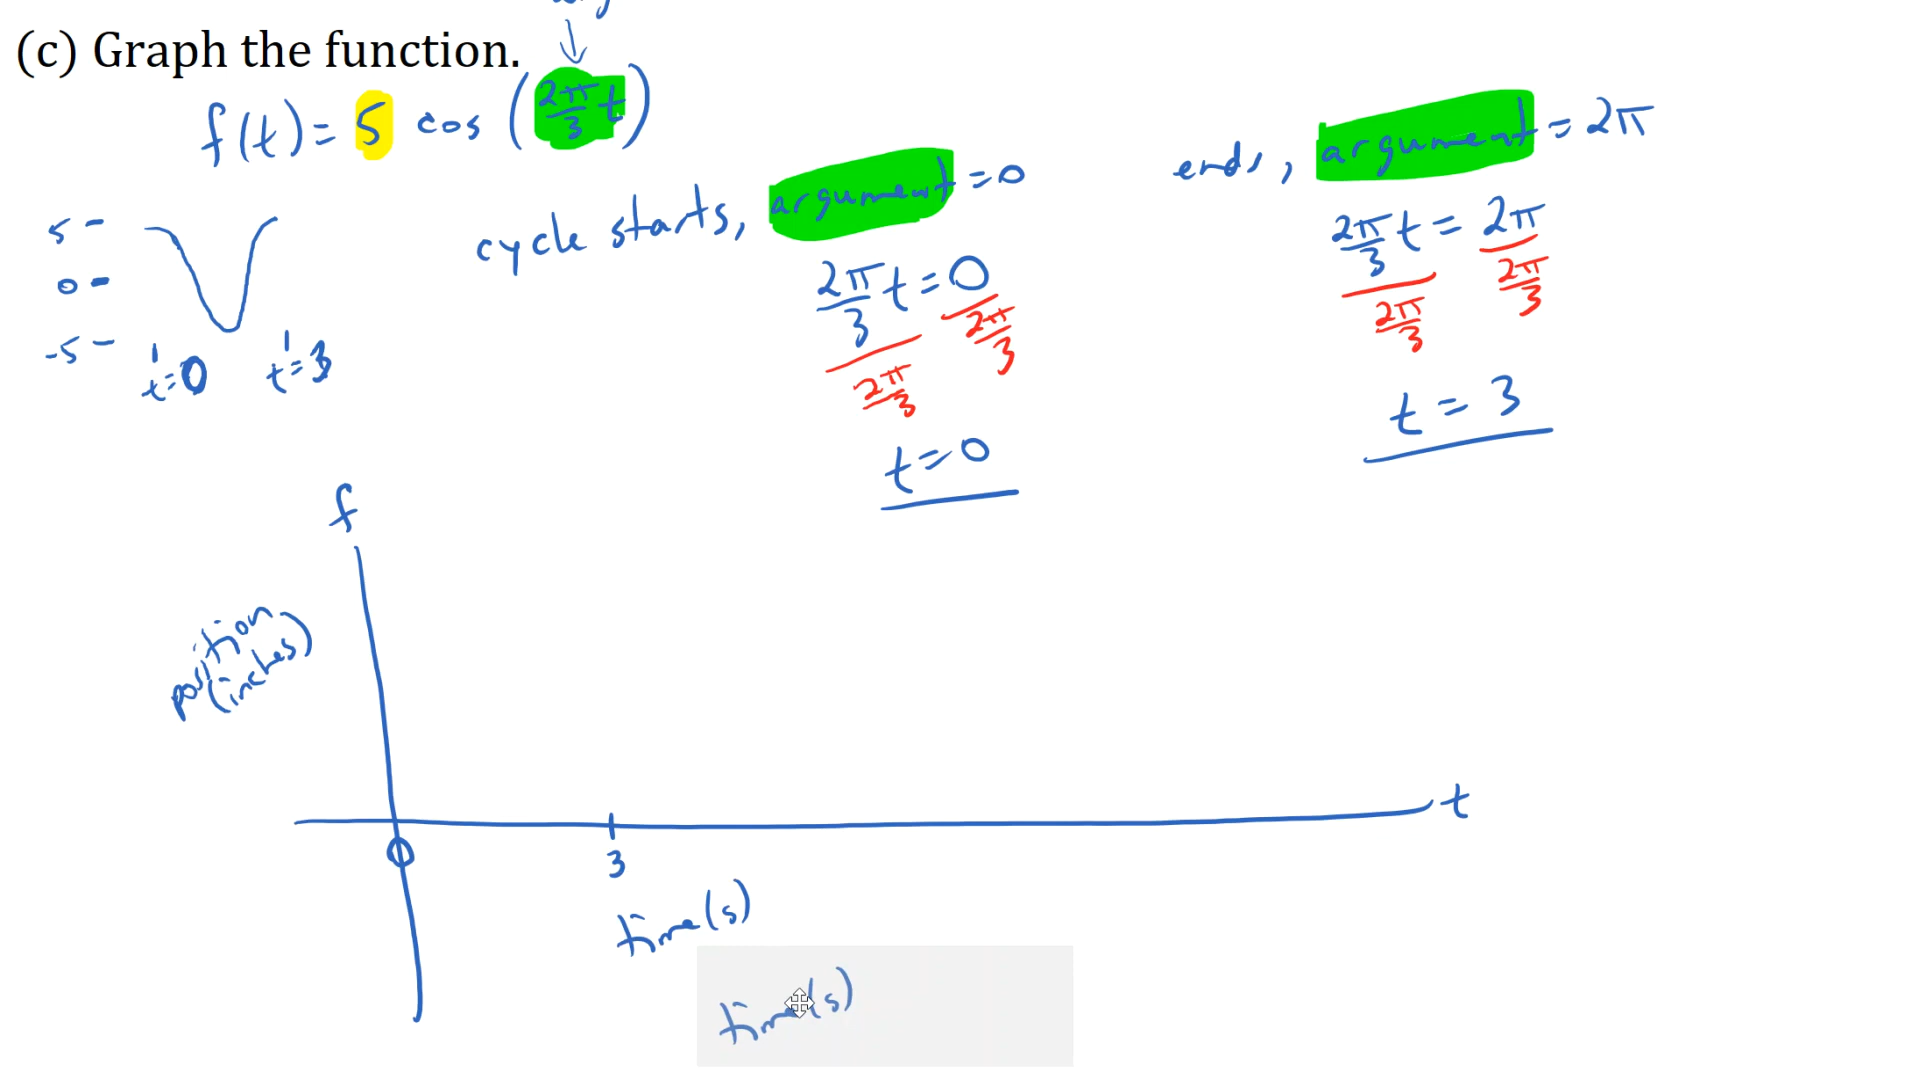 (c) Graph the function.
f(t) = 5 cos (2π/3 t)
cycle starts, argument = 0
ends, argument = 2π
5 -
0 -
-5 -
t=0
t=3
2π/3 t = 0
2π/3
2π/3
t = 0
2π/3 t = 2π
2π/3
2π/3
t = 3
f
position
(inches)
t
0
3
time(s)
time(s)